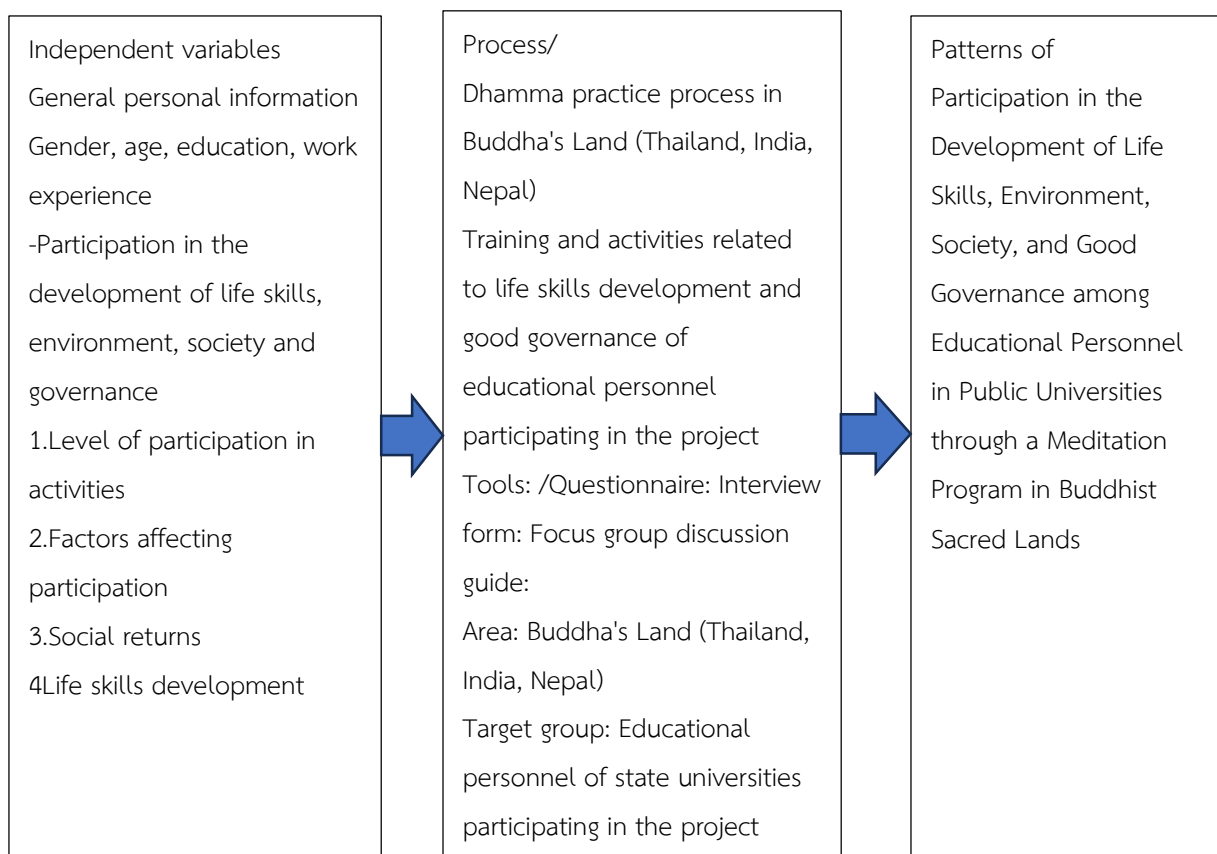 Independent variables
General personal information
Gender, age, education, work
experience
-Participation in the
development of life skills,
environment, society and
governance
1.Level of participation in
activities
2.Factors affecting
participation
3.Social returns
4Life skills development
Process/
Dhamma practice process in
Buddha's Land (Thailand, India,
Nepal)
Training and activities related
to life skills development and
good governance of
educational personnel
participating in the project
Tools: /Questionnaire: Interview
form: Focus group discussion
guide:
Area: Buddha's Land (Thailand,
India, Nepal)
Target group: Educational
personnel of state universities
participating in the project
Patterns of
Participation in the
Development of Life
Skills, Environment,
Society, and Good
Governance among
Educational Personnel
in Public Universities
through a Meditation
Program in Buddhist
Sacred Lands